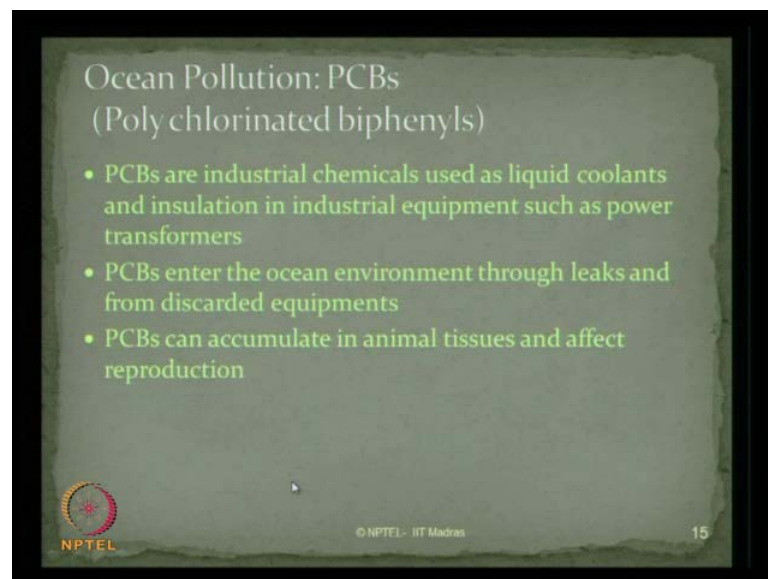 Ocean Pollution: PCBs
(Poly chlorinated biphenyls)
• PCBs are industrial chemicals used as liquid coolants
and insulation in industrial equipment such as power
transformers
• PCBs enter the ocean environment through leaks and
from discarded equipments
• PCBs can accumulate in animal tissues and affect
reproduction
NPTEL
© NPTEL- IIT Madras
15